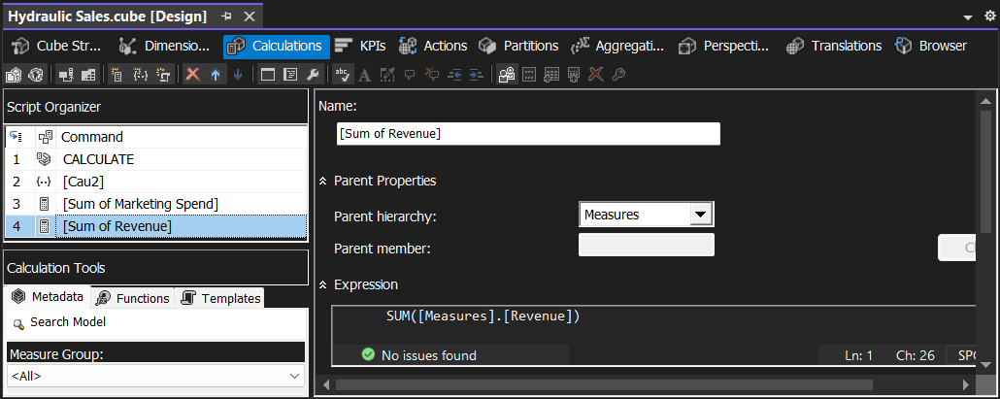 Hydraulic Sales.cube [Design]
Cube Str... Dimensio... Calculations KPIs Actions Partitions Aggregati... Perspecti... Translations Browser
abc A
Script Organizer
Command
1 CALCULATE
2 [Cau2]
3 [Sum of Marketing Spend]
4 [Sum of Revenue]
Calculation Tools
Metadata Functions Templates
Search Model
Measure Group:
<All>
Name:
[Sum of Revenue]
Parent Properties
Parent hierarchy: Measures
Parent member:
Expression
SUM([Measures].[Revenue])
No issues found Ln: 1 Ch: 26